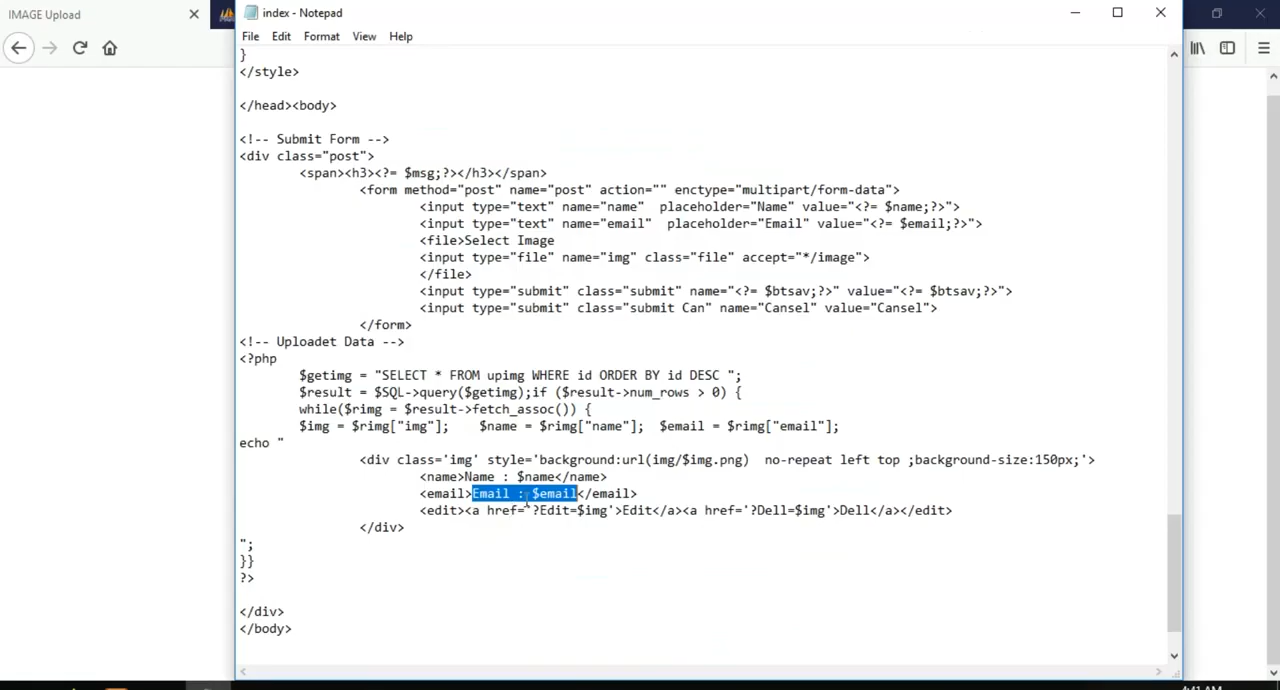 IMAGE Upload
index - Notepad
File Edit Format View Help
}
</style>
</head><body>
<!-- Submit Form -->
<div class="post">
<span><h3><?= $msg;?></h3></span>
<form method="post" name="post" action="" enctype="multipart/form-data">
<input type="text" name="name"  placeholder="Name" value="<?= $name;?>">
<input type="text" name="email"  placeholder="Email" value="<?= $email;?>">
<file>Select Image
<input type="file" name="img" class="file" accept="*/image">
</file>
<input type="submit" class="submit" name="<?= $btsav;?>" value="<?= $btsav;?>">
<input type="submit" class="submit Can" name="Cansel" value="Cansel">
</form>
<!-- Uploadet Data -->
<?php
$getimg = "SELECT * FROM upimg WHERE id ORDER BY id DESC ";
$result = $SQL->query($getimg);if ($result->num_rows > 0) {
while($rimg = $result->fetch_assoc()) {
$img = $rimg["img"];    $name = $rimg["name"];  $email = $rimg["email"];
echo "
<div class='img' style='background:url(img/$img.png)  no-repeat left top ;background-size:150px;'>
<name>Name : $name</name>
<email>Email : $email</email>
<edit><a href='?Edit=$img'>Edit</a><a href='?Dell=$img'>Dell</a></edit>
</div>
";
}}
?>
</div>
</body>